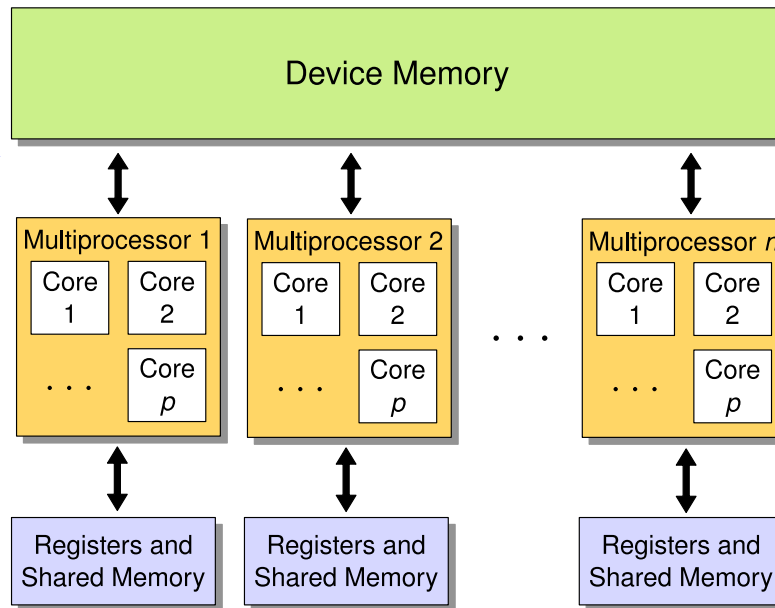 Device Memory
Multiprocessor 1
Core
1
Core
2
. . .
Core
p
Multiprocessor 2
Core
1
Core
2
. . .
Core
p
. . .
Multiprocessor n
Core
1
Core
2
. . .
Core
p
Registers and
Shared Memory
Registers and
Shared Memory
Registers and
Shared Memory